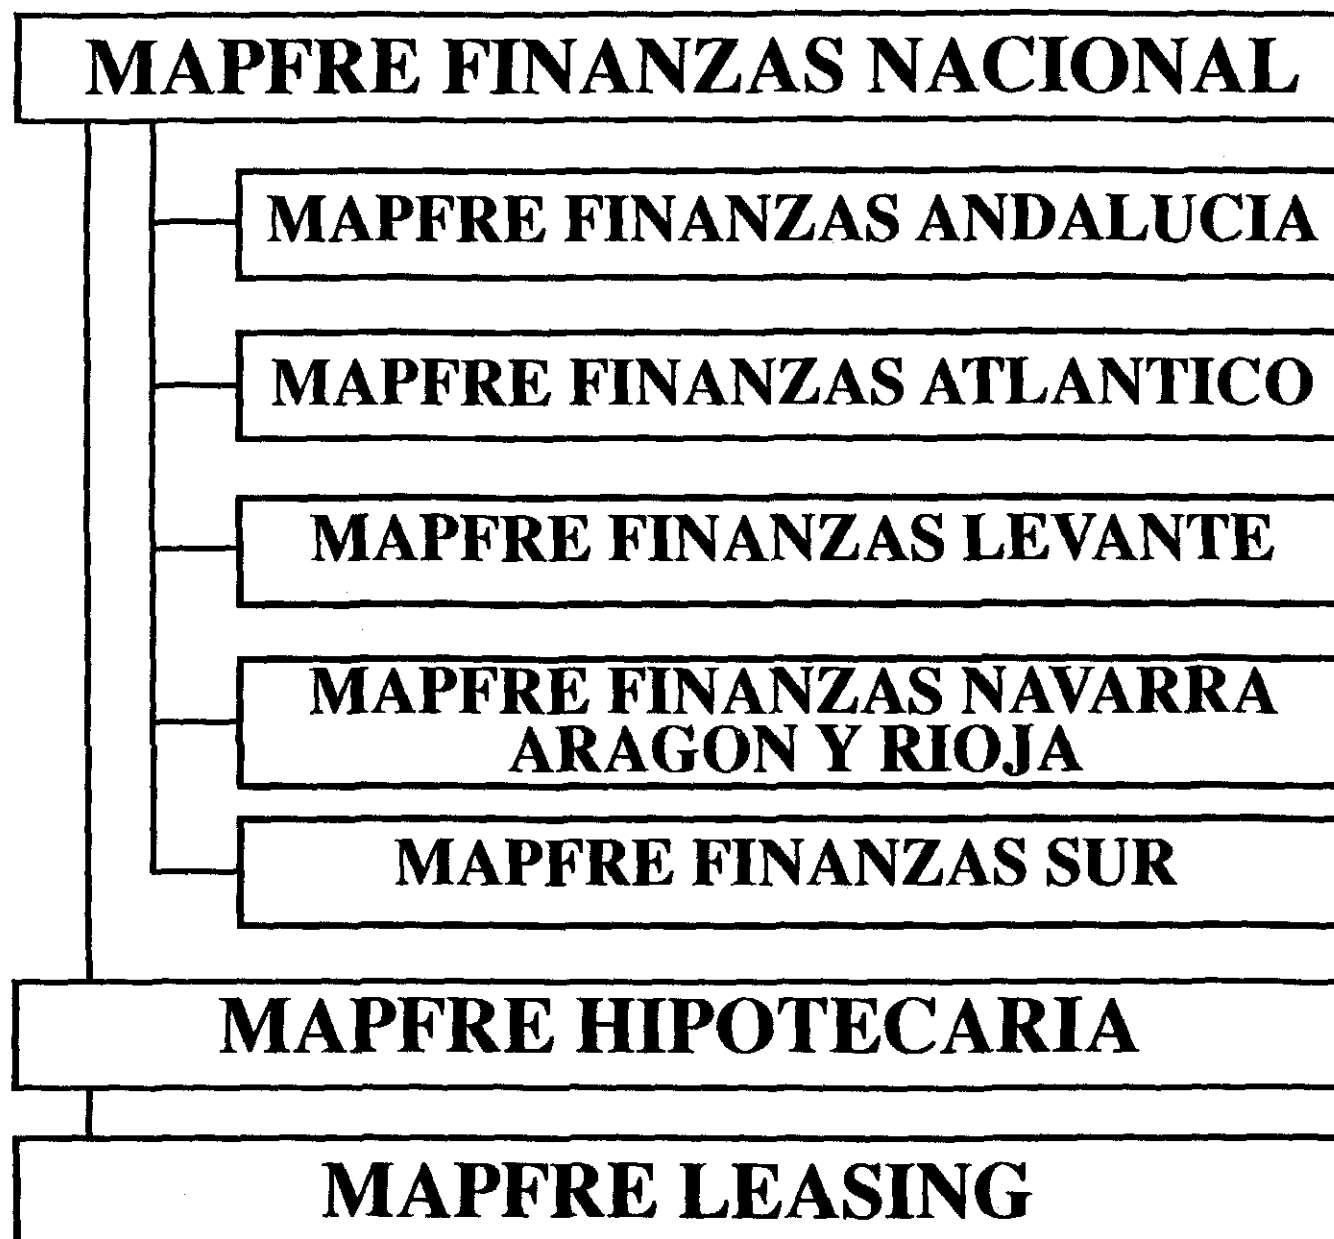 MAPFRE FINANZAS NACIONAL
MAPFRE FINANZAS ANDALUCIA
MAPFRE FINANZAS ATLANTICO
MAPFRE FINANZAS LEVANTE
MAPFRE FINANZAS NAVARRA
ARAGON Y RIOJA
MAPFRE FINANZAS SUR
MAPFRE HIPOTECARIA
MAPFRE LEASING